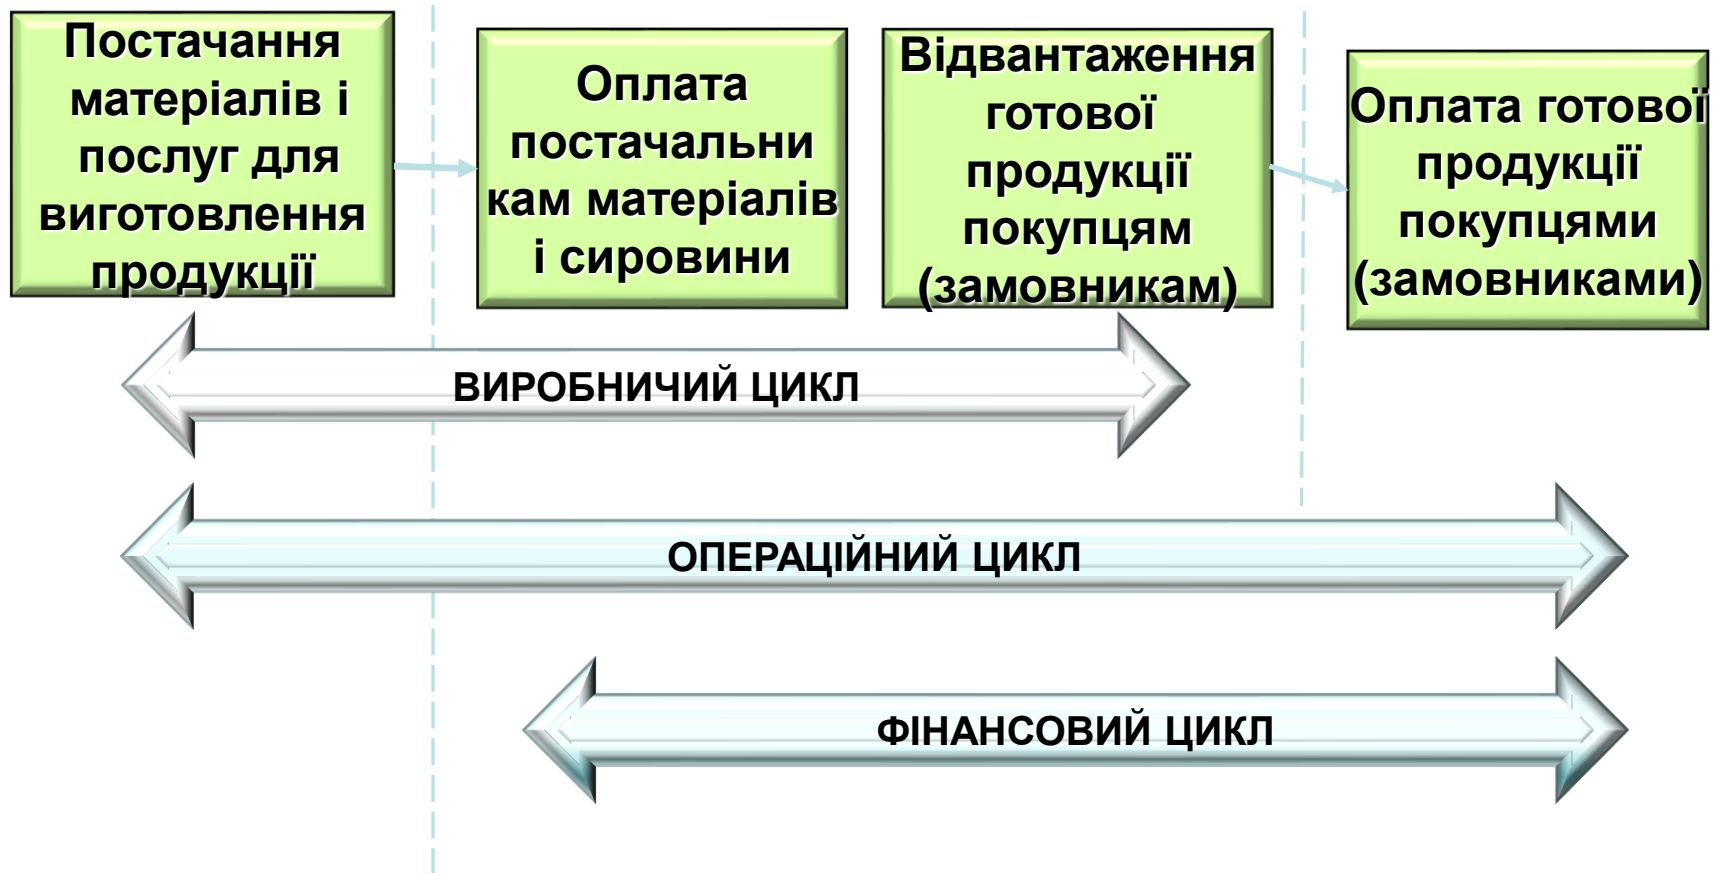 Постачання
матеріалів і
послуг для
виготовлення
продукції
Оплата
постачальни
кам матеріалів
і сировини
Відвантаження
готової
продукції
покупцям
(замовникам)
Оплата готової
продукції
покупцями
(замовниками)
ВИРОБНИЧИЙ ЦИКЛ
ОПЕРАЦІЙНИЙ ЦИКЛ
ФІНАНСОВИЙ ЦИКЛ